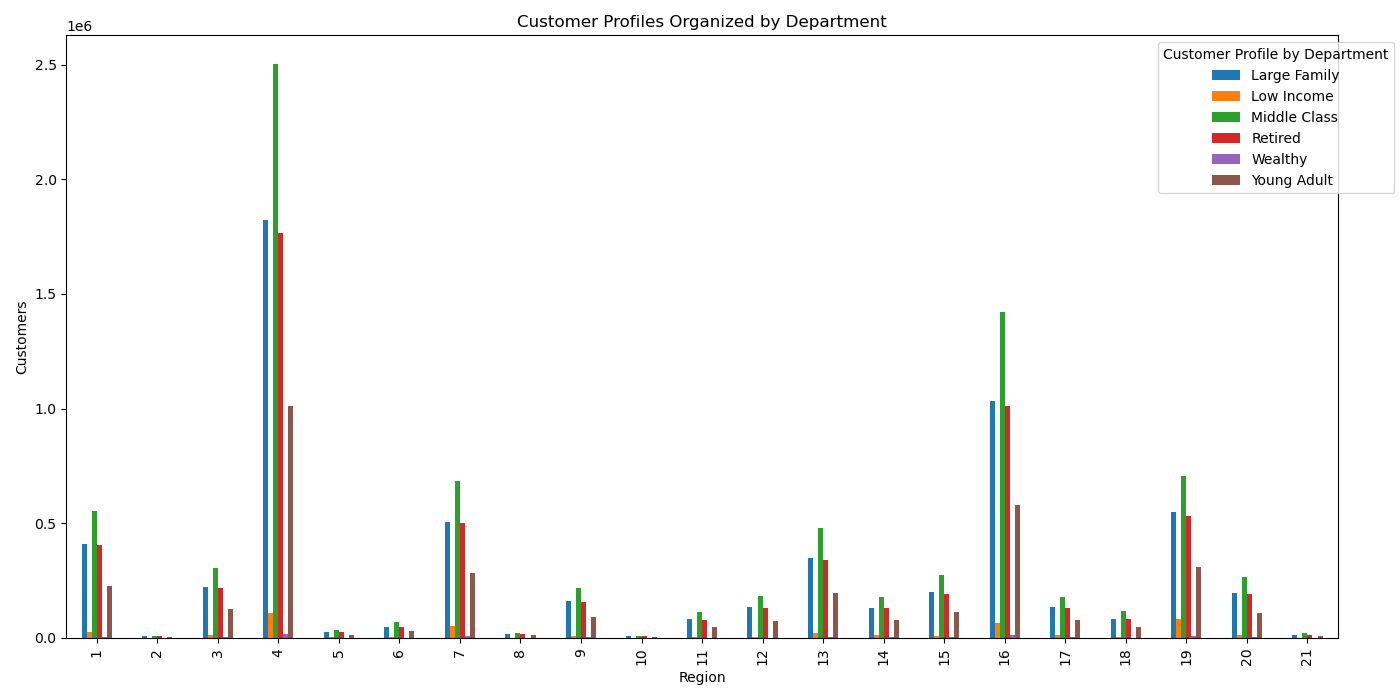 Customer Profiles Organized by Department
1e6
Customer Profile by Department
Large Family
Low Income
Middle Class
Retired
Wealthy
Young Adult
2.5
2.0
1.5
1.0
0.5
0.0
Customers
1 2 3 4 5 6 7 8 9 10 11 12 13 14 15 16 17 18 19 20 21
Region